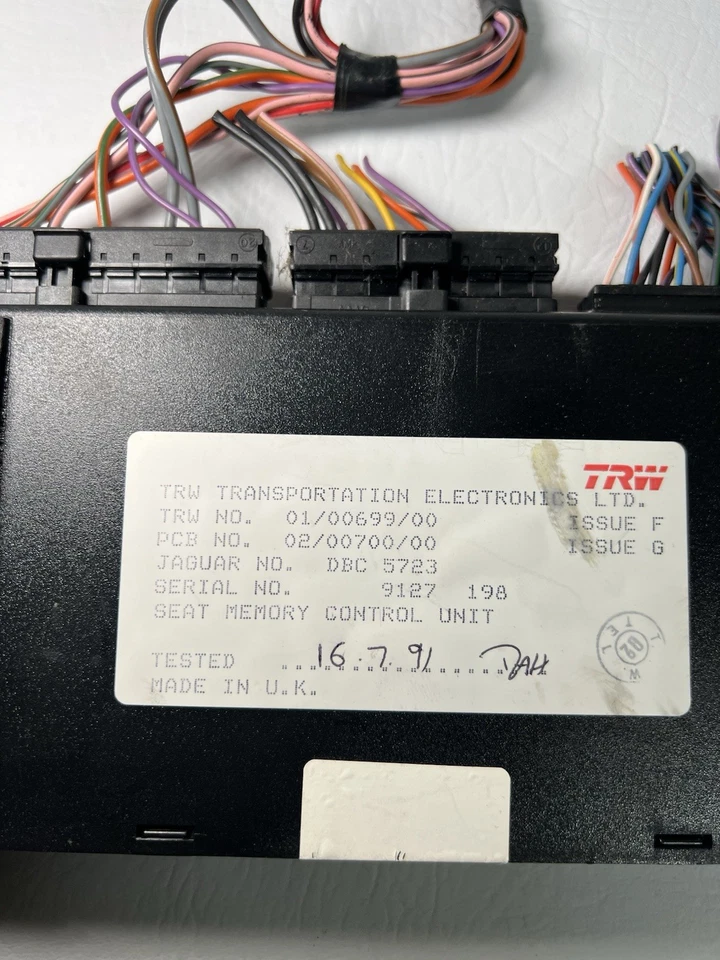 TRW
TRW TRANSPORTATION ELECTRONICS LTD.
TRW NO. 01/00699/00 ISSUE F
PCB NO. 02/00700/00 ISSUE G
JAGUAR NO. DBC 5723
SERIAL NO. 9127 198
SEAT MEMORY CONTROL UNIT
TESTED ....16.7.91.... DAH
MADE IN U.K.